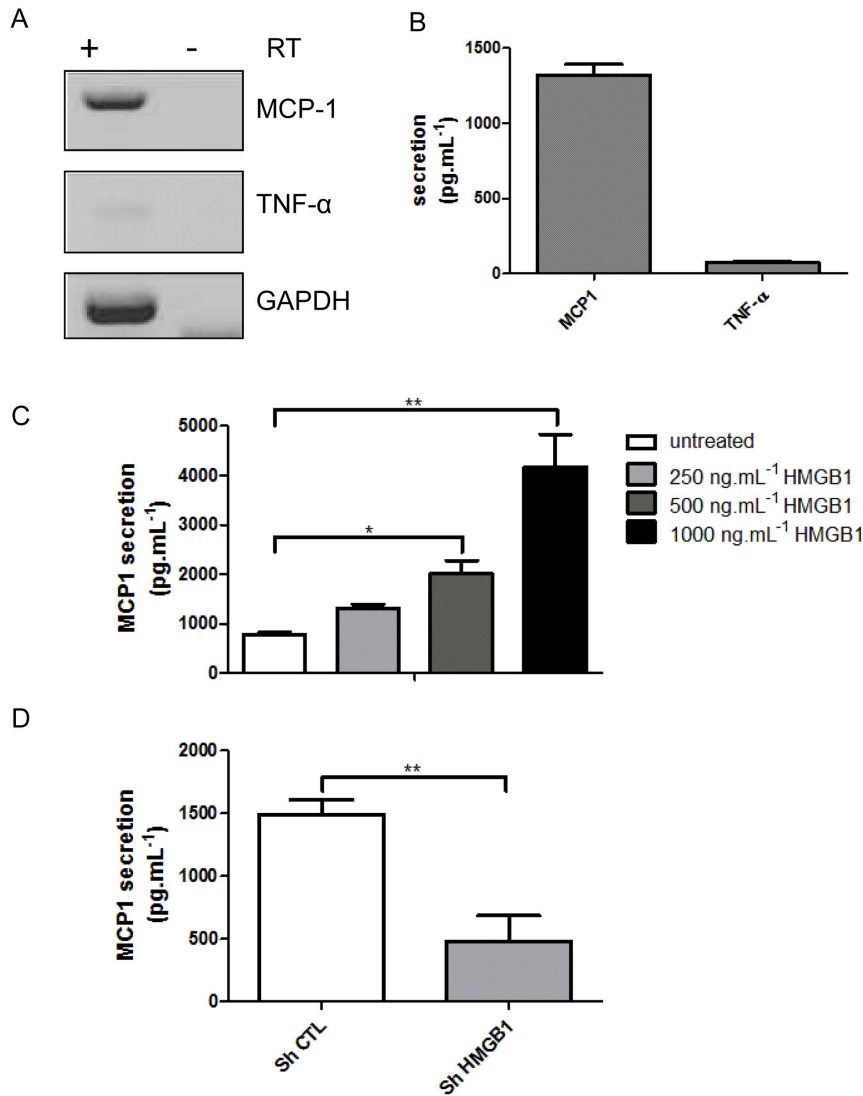 A
+ - RT
MCP-1
TNF-α
GAPDH
B
secretion
(pg.mL⁻¹)
1500
1000
500
0
MCP1
TNF-α
C
MCP1 secretion
(pg.mL⁻¹)
5000
4000
3000
2000
1000
0
**
*
untreated
250 ng.mL⁻¹ HMGB1
500 ng.mL⁻¹ HMGB1
1000 ng.mL⁻¹ HMGB1
D
MCP1 secretion
(pg.mL⁻¹)
2000
1500
1000
500
0
**
Sh CTL
Sh HMGB1